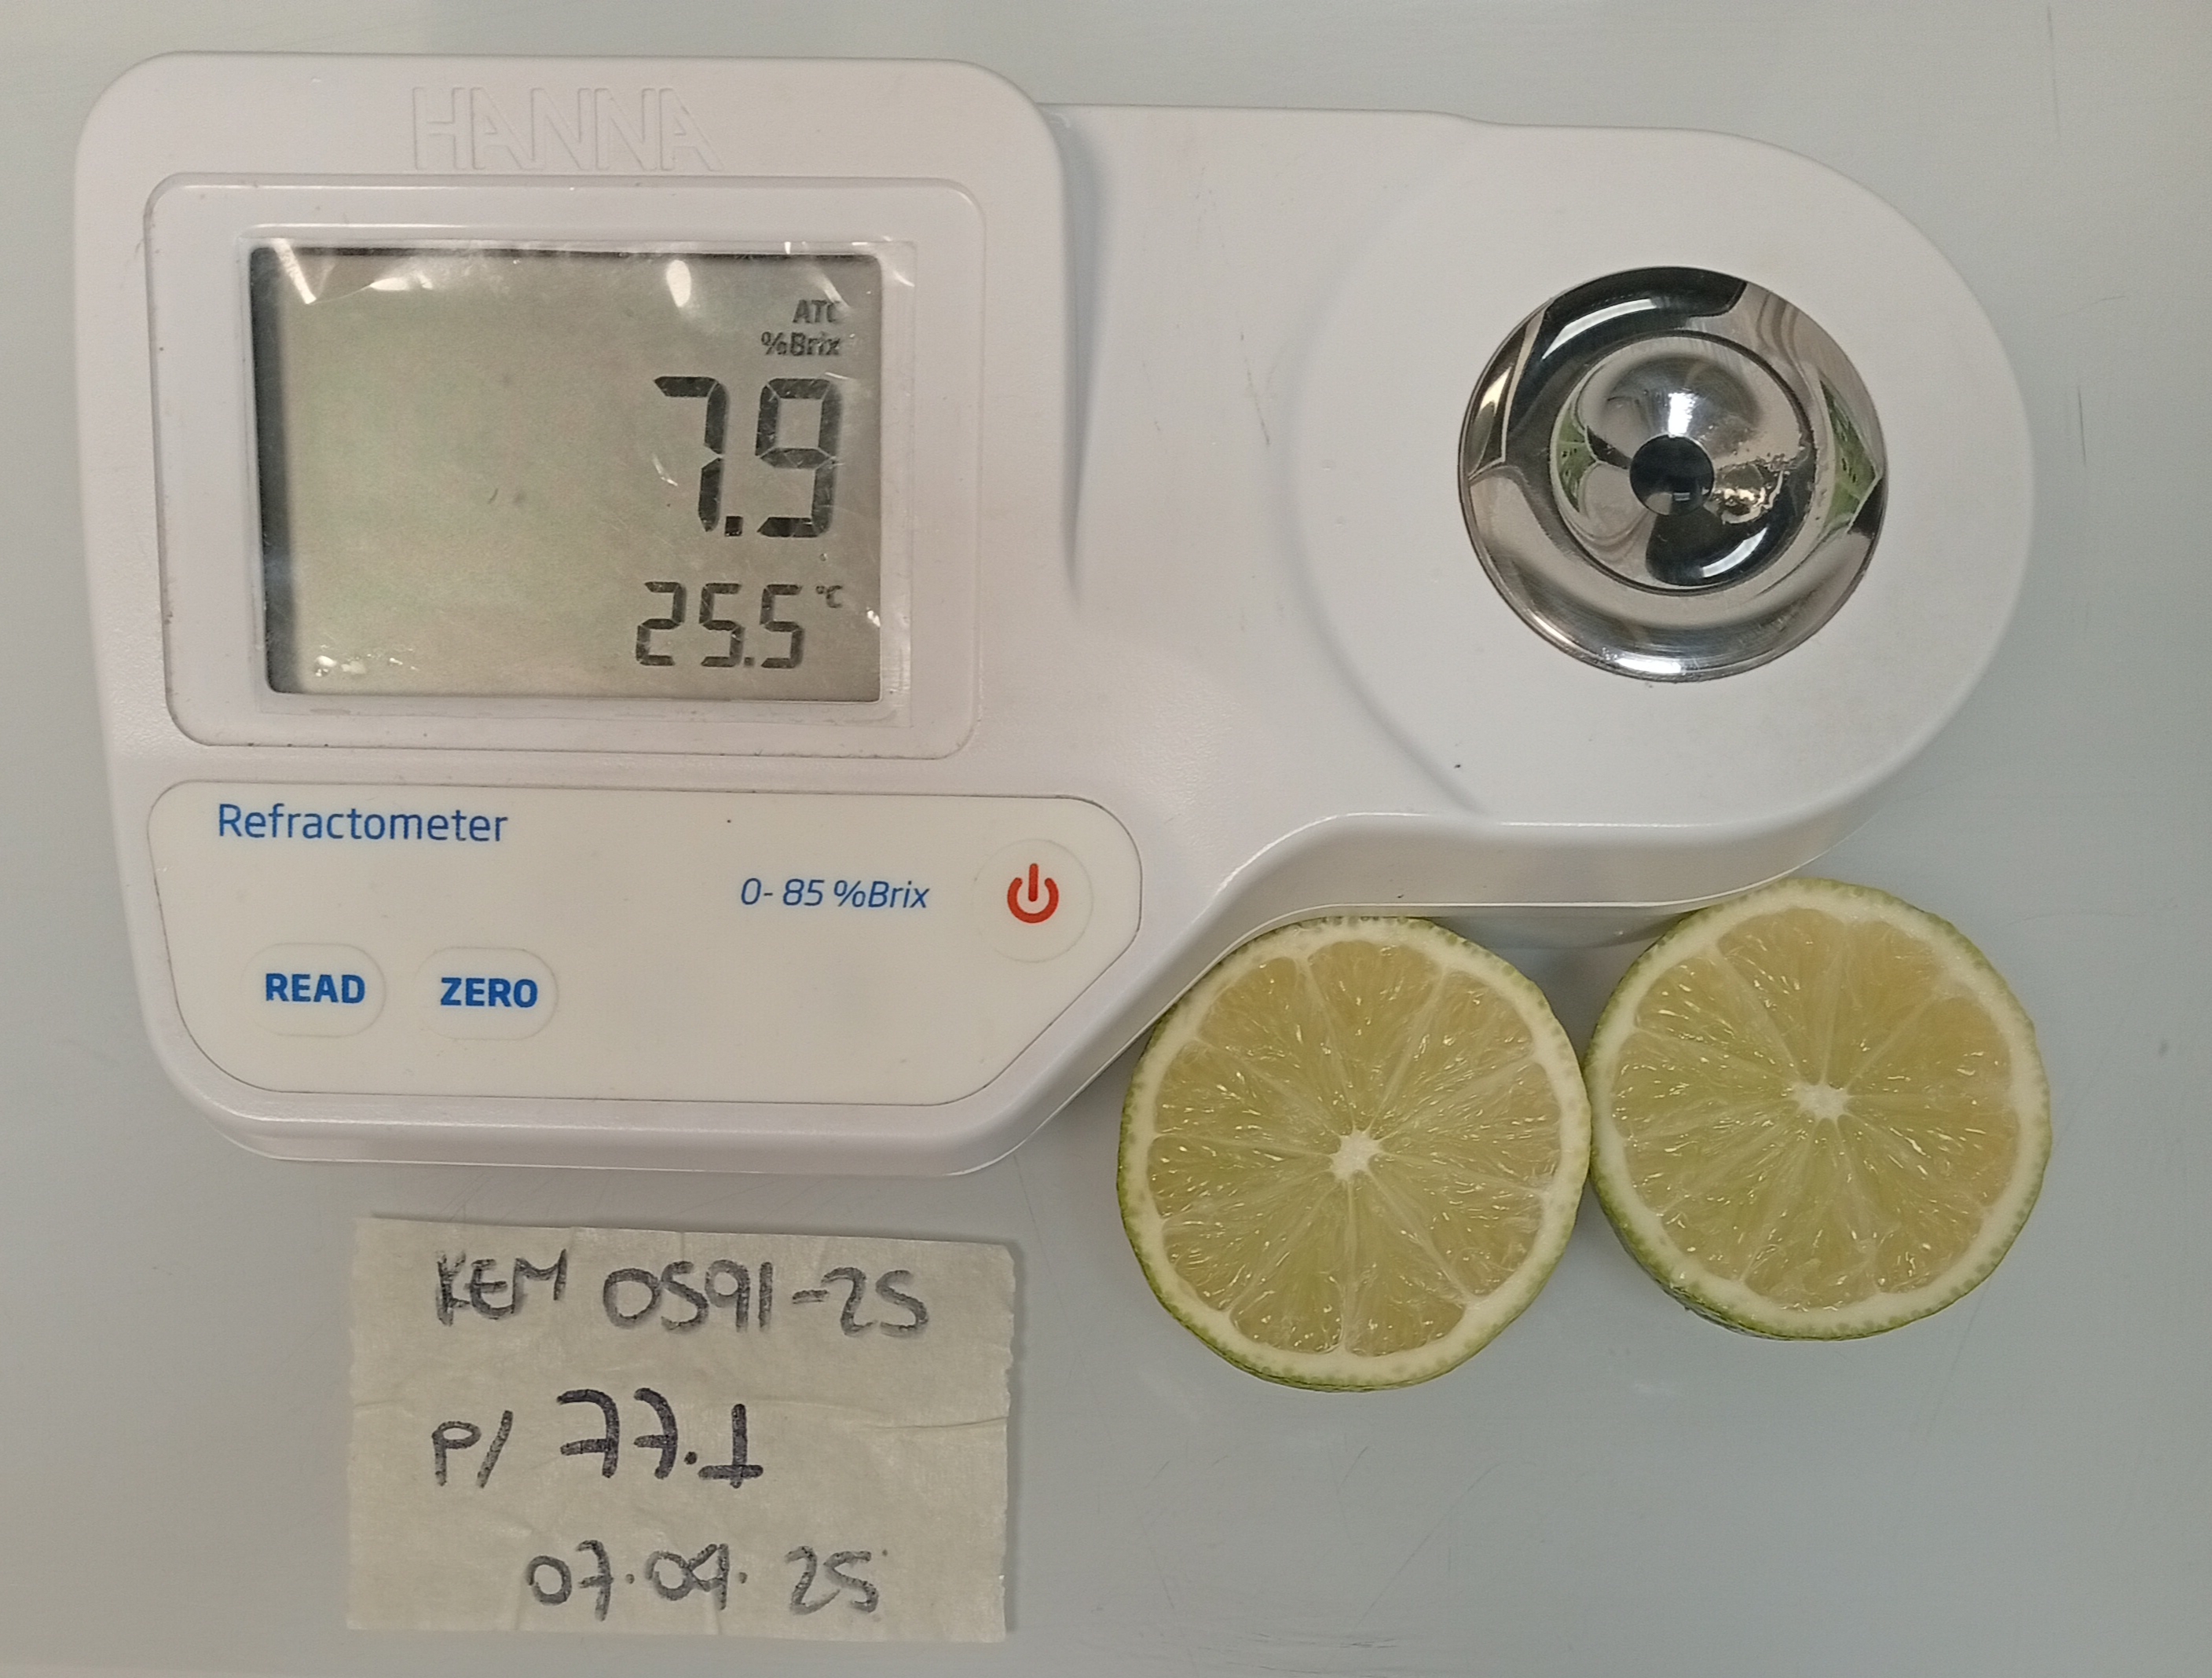 HANNA
ATC
%Brix
7.9
25.5 °C
Refractometer
0- 85 %Brix
READ ZERO
KEM 0591-25
P/ 77.1
07.09.25